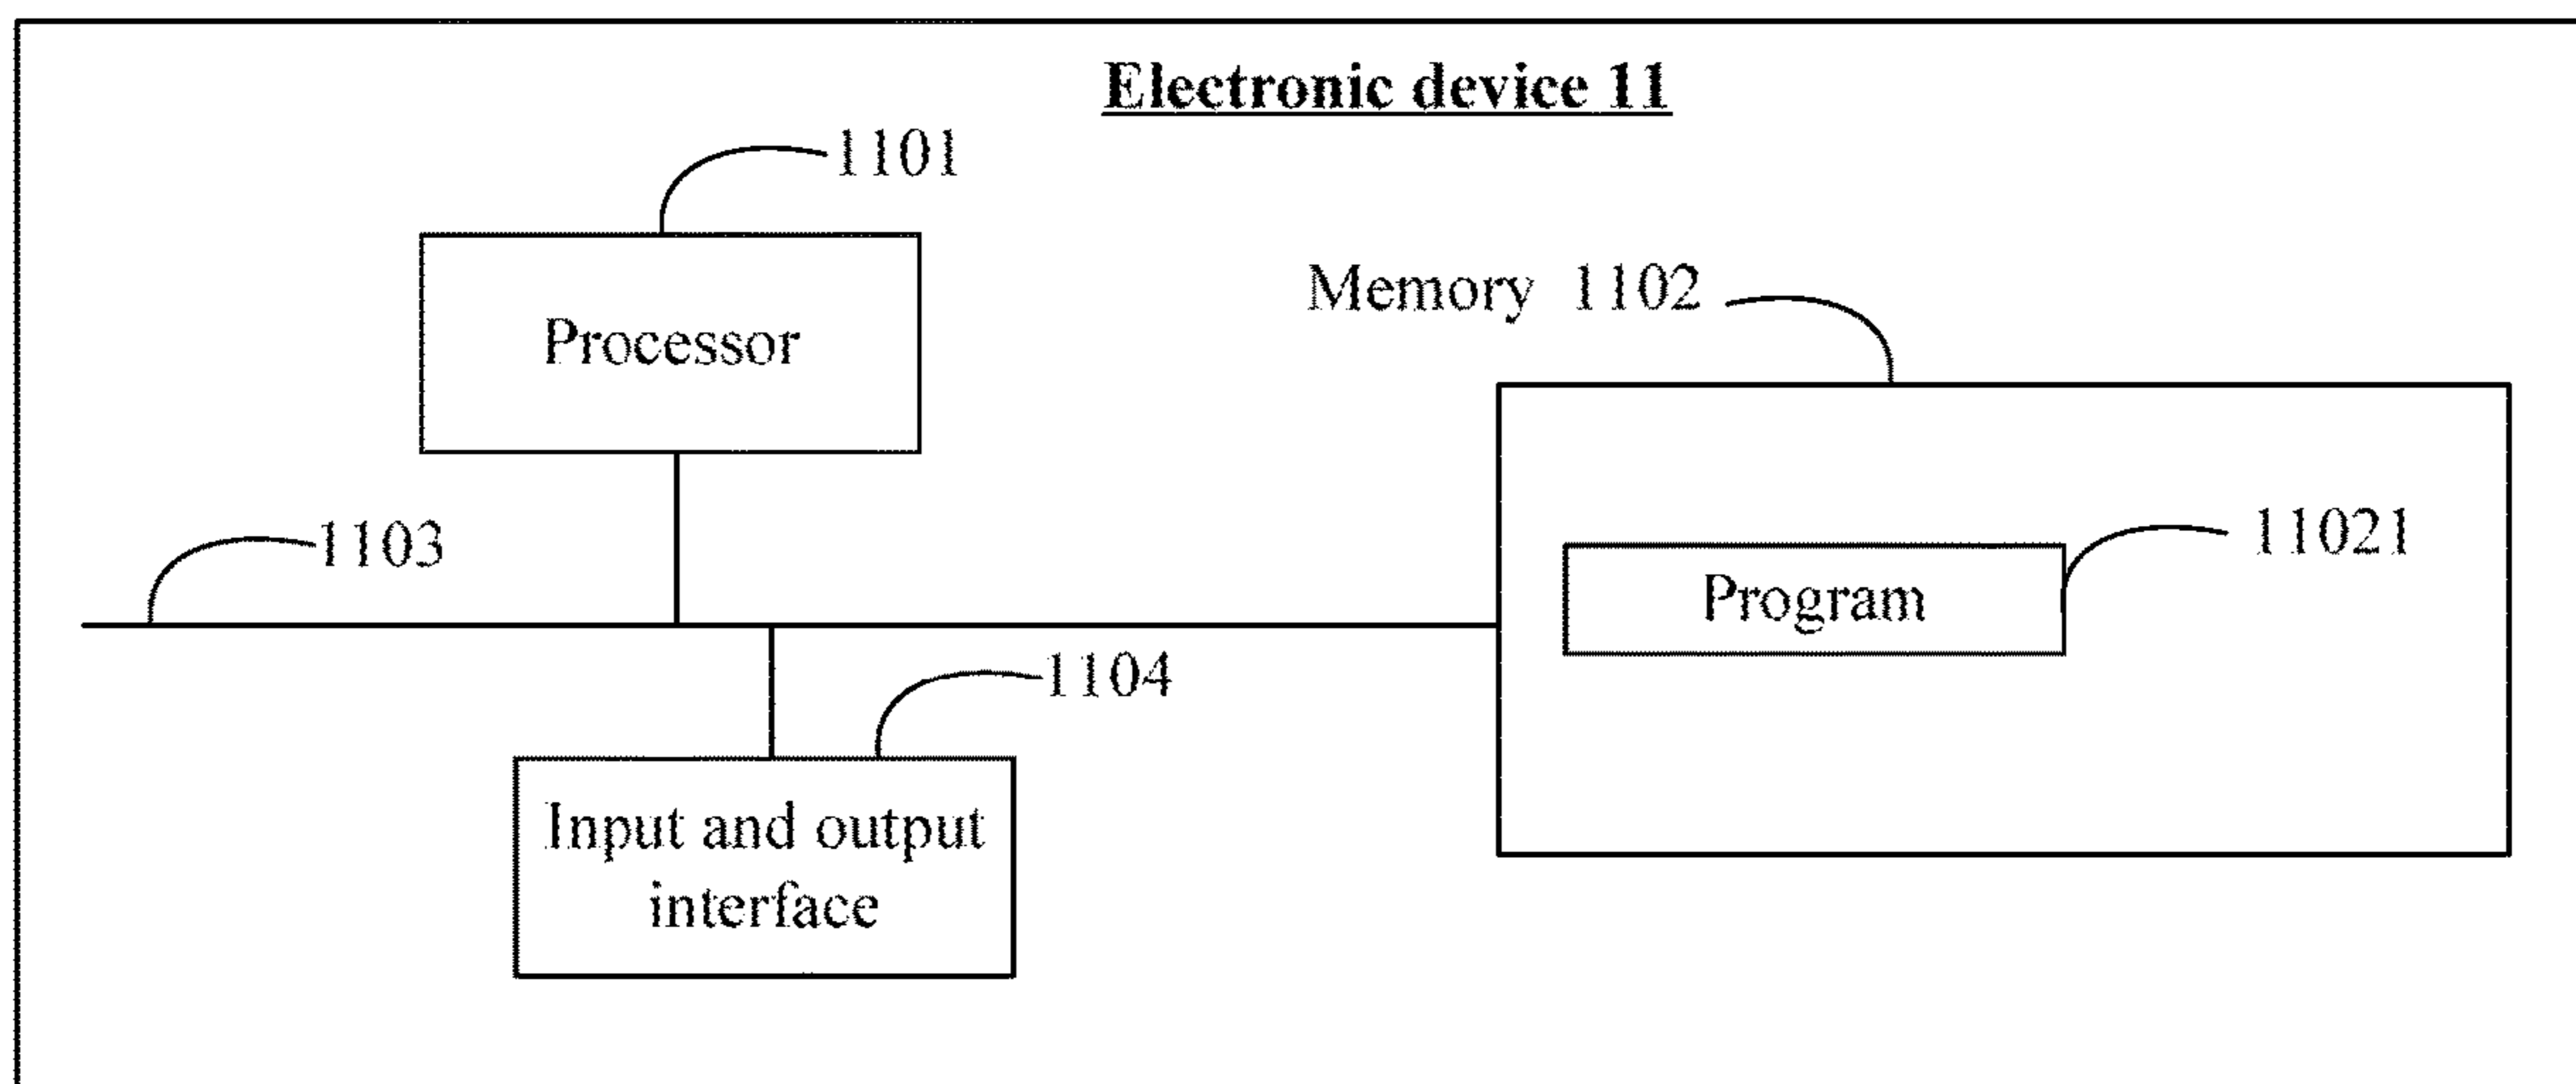 Electronic device 11
1101
Processor
Memory 1102
1103
11021
Program
1104
Input and output
interface